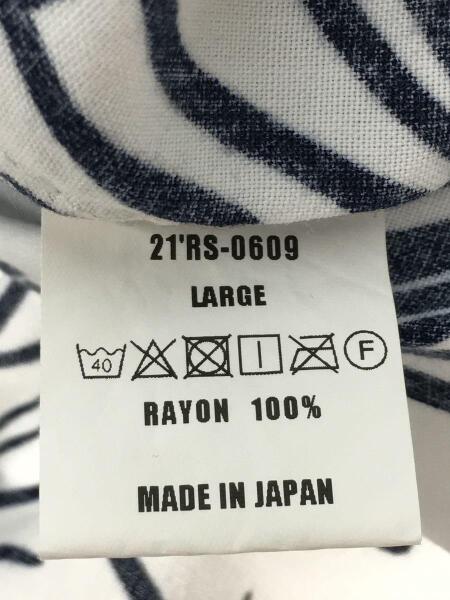 21'RS-0609
LARGE
40 F
RAYON 100%
MADE IN JAPAN